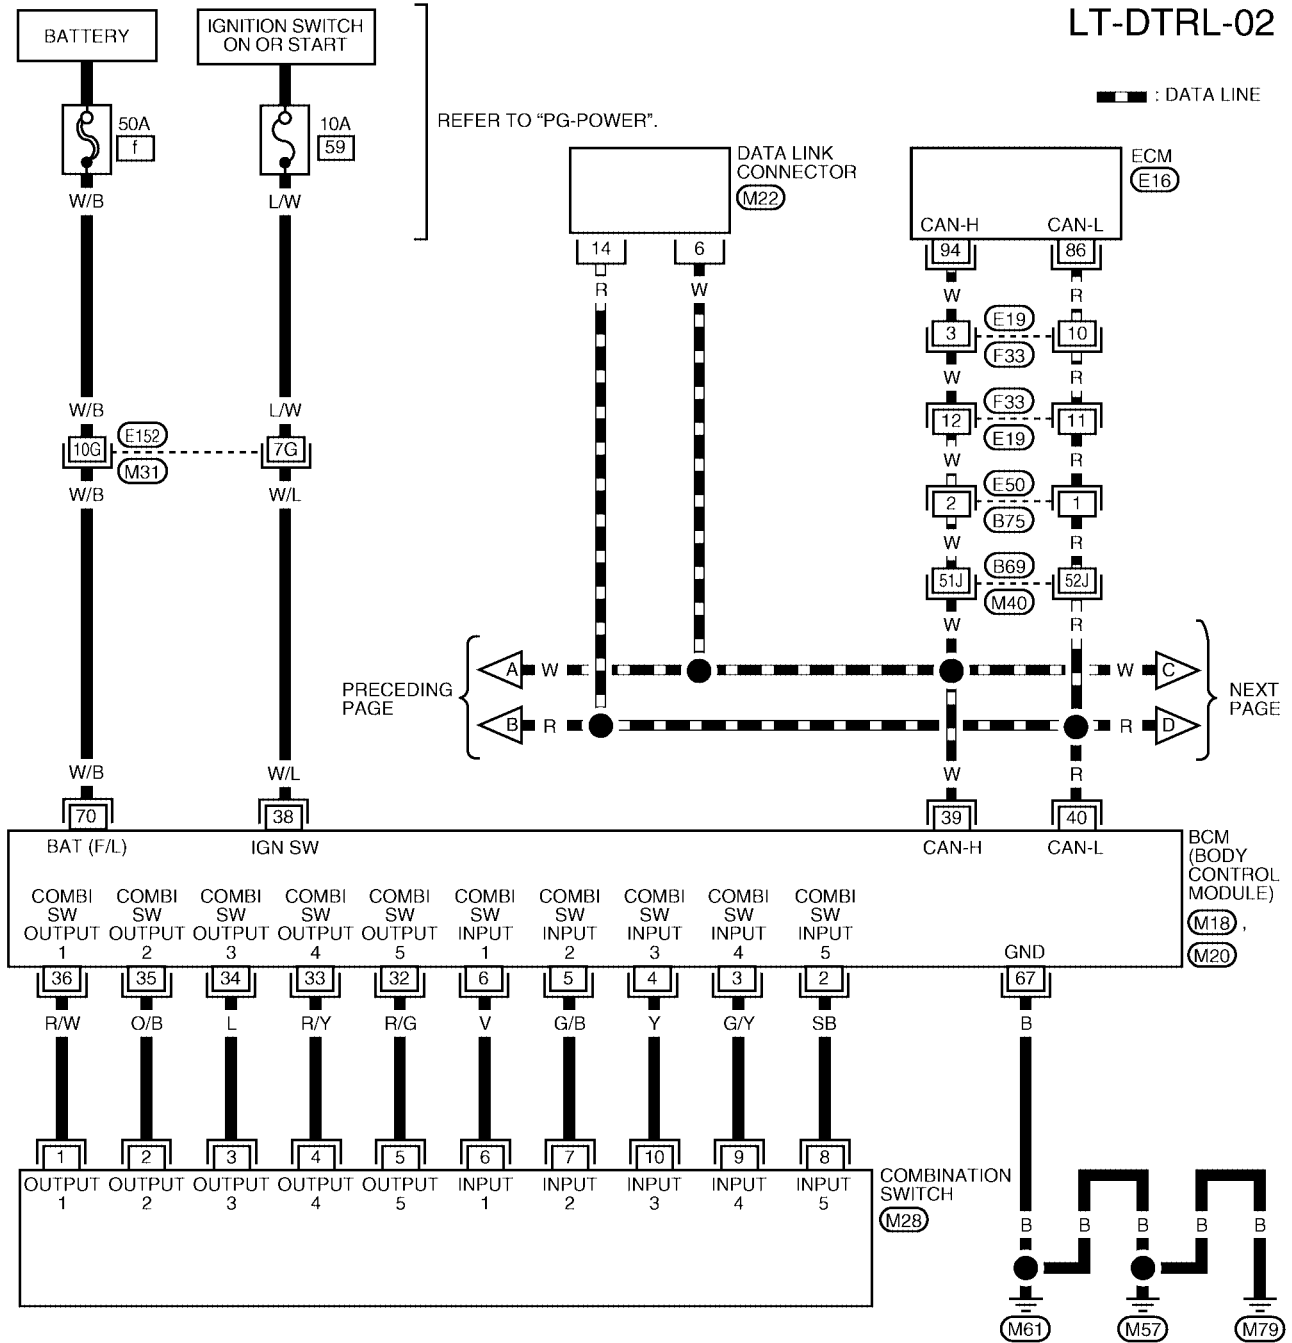 LT-DTRL-02
BATTERY
IGNITION SWITCH
ON OR START
: DATA LINE
50A
f
10A
59
REFER TO “PG-POWER”.
DATA LINK
CONNECTOR
M22
ECM
E16
W/B
L/W
CAN-H
CAN-L
14
6
94
86
R
W
W
R
3
E19
10
F33
W
R
W/B
L/W
12
F33
11
E19
10G
E152
7G
M31
W
R
W/B
W/L
2
E50
1
B75
W
R
51J
B69
52J
M40
W
R
A
W
W
C
PRECEDING
PAGE
NEXT
PAGE
B
R
R
D
W/B
W/L
W
R
70
38
39
40
BAT (F/L)
IGN SW
CAN-H
CAN-L
BCM
(BODY
CONTROL
MODULE)
M18 ,
M20
COMBI
SW
OUTPUT
1
COMBI
SW
OUTPUT
2
COMBI
SW
OUTPUT
3
COMBI
SW
OUTPUT
4
COMBI
SW
OUTPUT
5
COMBI
SW
INPUT
1
COMBI
SW
INPUT
2
COMBI
SW
INPUT
3
COMBI
SW
INPUT
4
COMBI
SW
INPUT
5
GND
36
35
34
33
32
6
5
4
3
2
67
R/W
O/B
L
R/Y
R/G
V
G/B
Y
G/Y
SB
B
1
2
3
4
5
6
7
10
9
8
OUTPUT
1
OUTPUT
2
OUTPUT
3
OUTPUT
4
OUTPUT
5
INPUT
1
INPUT
2
INPUT
3
INPUT
4
INPUT
5
COMBINATION
SWITCH
M28
B
B
B
B
B
M61
M57
M79